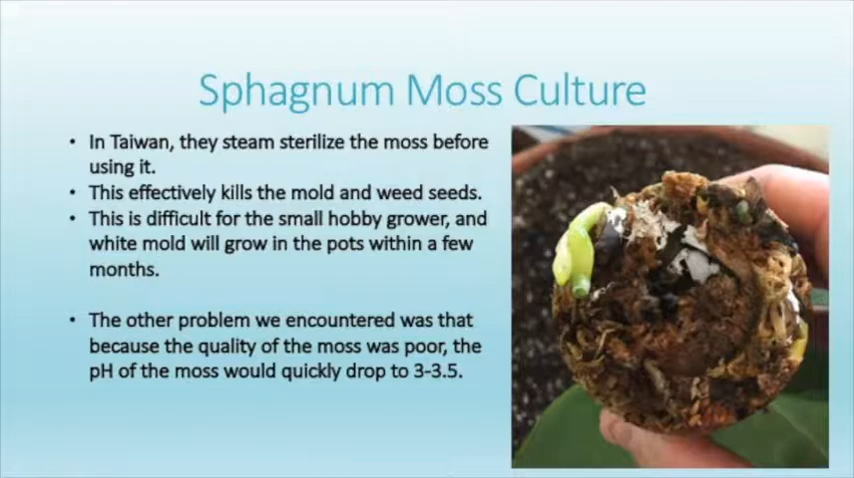 Sphagnum Moss Culture
• In Taiwan, they steam sterilize the moss before
using it.
• This effectively kills the mold and weed seeds.
• This is difficult for the small hobby grower, and
white mold will grow in the pots within a few
months.
• The other problem we encountered was that
because the quality of the moss was poor, the
pH of the moss would quickly drop to 3-3.5.